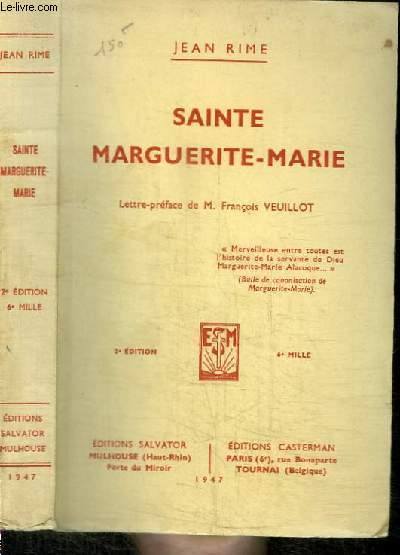 Livre-rare-book.com
150
JEAN RIME
SAINTE
MARGUERITE-MARIE
2e ÉDITION
6e MILLE
ÉDITIONS
SALVATOR
MULHOUSE
1947
JEAN RIME
SAINTE
MARGUERITE-MARIE
Lettre-préface de M. François VEUILLOT
« Merveilleuse entre toutes est
l'histoire de la servante de Dieu
Marguerite-Marie Alacoque... »
(Bulle de canonisation de
Marguerite-Marie).
2e ÉDITION
ESM
6e MILLE
ÉDITIONS SALVATOR
MULHOUSE (Haut-Rhin)
Porte du Miroir
ÉDITIONS CASTERMAN
PARIS (6e), rue Bonaparte
TOURNAI (Belgique)
1947